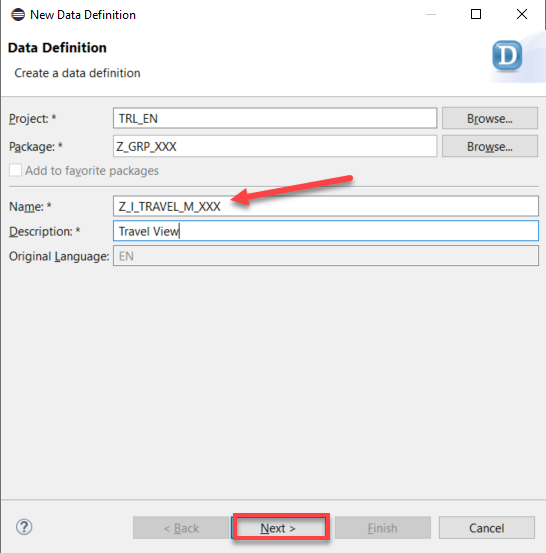 New Data Definition
Data Definition
Create a data definition
D
Project: * TRL_EN Browse...
Package: * Z_GRP_XXX Browse...
Add to favorite packages
Name: * Z_I_TRAVEL_M_XXX
Description: * Travel View
Original Language: EN
? < Back Next > Finish Cancel